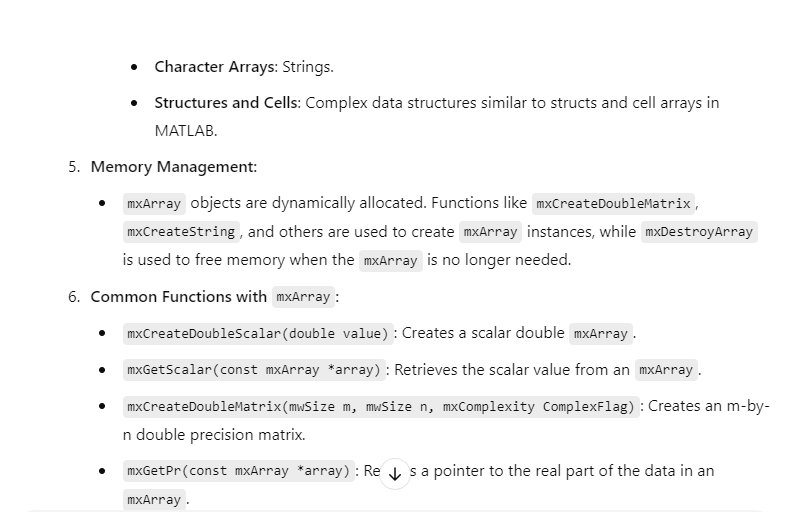 • Character Arrays: Strings.
• Structures and Cells: Complex data structures similar to structs and cell arrays in
MATLAB.
5. Memory Management:
• mxArray objects are dynamically allocated. Functions like mxCreateDoubleMatrix,
mxCreateString, and others are used to create mxArray instances, while mxDestroyArray
is used to free memory when the mxArray is no longer needed.
6. Common Functions with mxArray:
• mxCreateDoubleScalar(double value): Creates a scalar double mxArray.
• mxGetScalar(const mxArray *array): Retrieves the scalar value from an mxArray.
• mxCreateDoubleMatrix(mwSize m, mwSize n, mxComplexity ComplexFlag): Creates an m-by-
n double precision matrix.
• mxGetPr(const mxArray *array): a pointer to the real part of the data in an
mxArray.